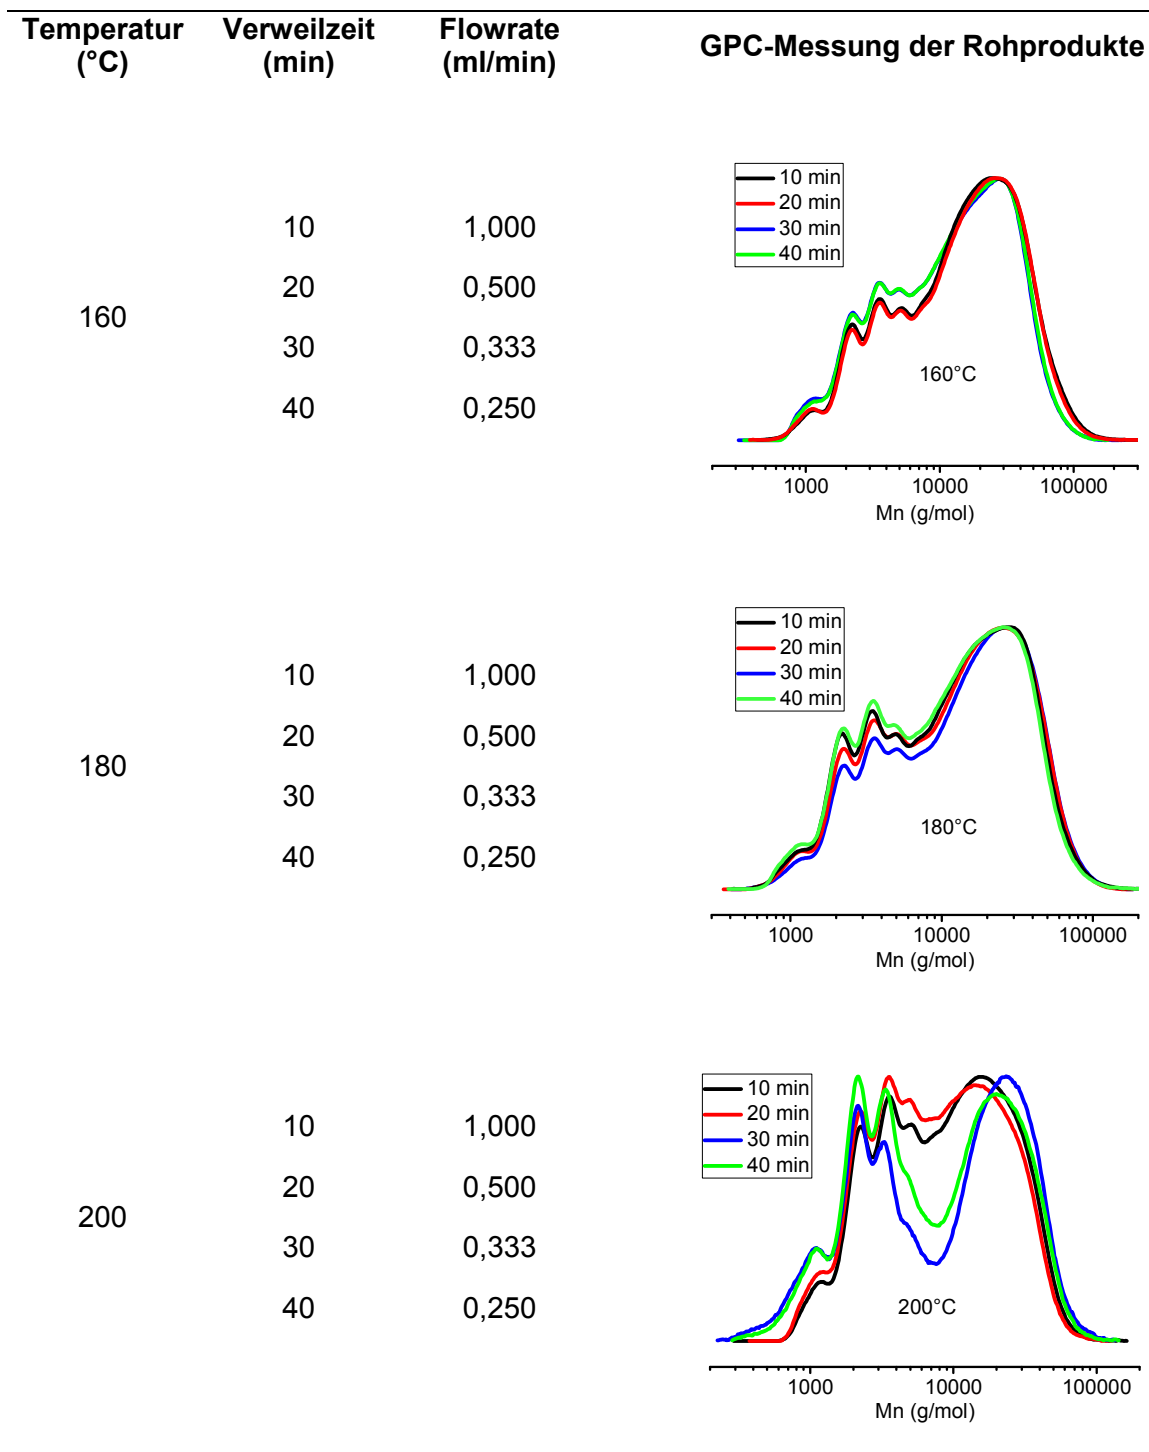 Temperatur Verweilzeit Flowrate GPC-Messung der Rohprodukte
(°C) (min) (ml/min)
10 min
20 min
30 min
40 min
160
10 1,000
20 0,500
30 0,333
40 0,250
160°C
1000 10000 100000
Mn (g/mol)
10 min
20 min
30 min
40 min
180
10 1,000
20 0,500
30 0,333
40 0,250
180°C
1000 10000 100000
Mn (g/mol)
10 min
20 min
30 min
40 min
200
10 1,000
20 0,500
30 0,333
40 0,250
200°C
1000 10000 100000
Mn (g/mol)